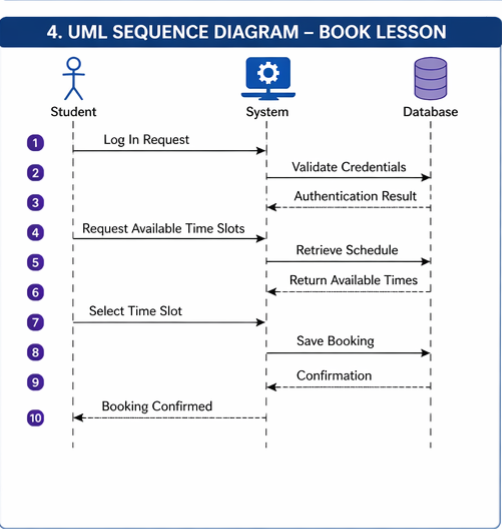 4. UML SEQUENCE DIAGRAM – BOOK LESSON
Student System Database
1 Log In Request
2 Validate Credentials
3 Authentication Result
4 Request Available Time Slots
5 Retrieve Schedule
6 Return Available Times
7 Select Time Slot
8 Save Booking
9 Confirmation
10 Booking Confirmed